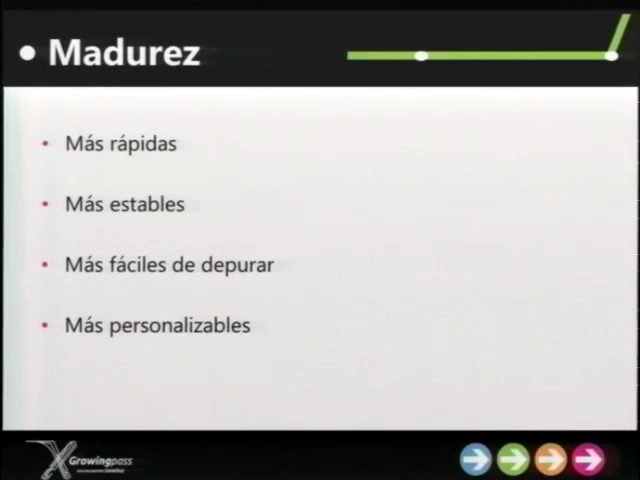 Madurez
Más rápidas
Más estables
Más fáciles de depurar
Más personalizables
Growingpass